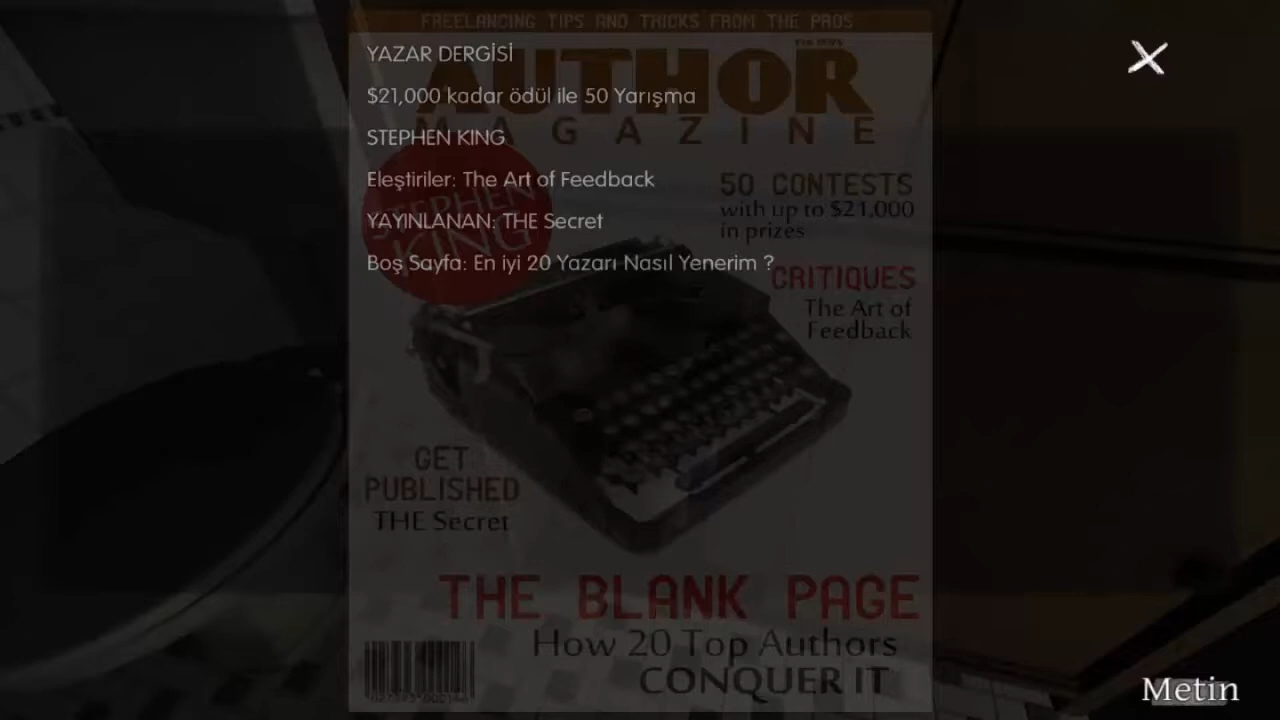 FREELANCING TIPS AND TRICKS FROM THE PROS
YAZAR DERGİSİ
AUTHOR
MAGAZINE
$21,000 kadar ödül ile 50 Yarışma
STEPHEN KING
Eleştiriler: The Art of Feedback
YAYINLANAN: THE Secret
Boş Sayfa: En iyi 20 Yazarı Nasıl Yenerim ?
STEPHEN
KING
50 CONTESTS
with up to $21,000
in prizes
CRITIQUES
The Art of
Feedback
GET
PUBLISHED
THE Secret
THE BLANK PAGE
How 20 Top Authors
CONQUER IT
Metin